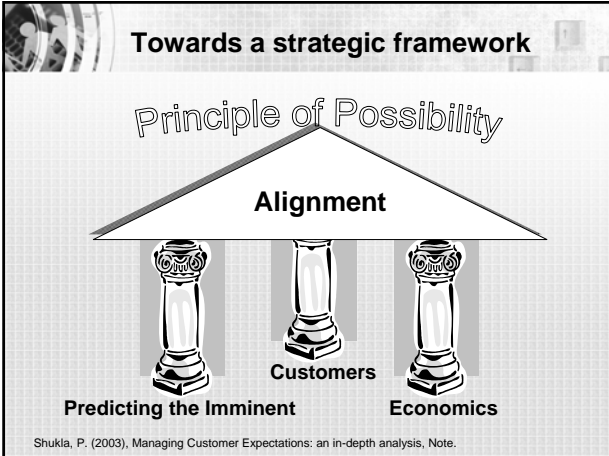 Towards a strategic framework
Principle of Possibility
Alignment
Customers
Predicting the Imminent Economics
Shukla, P. (2003), Managing Customer Expectations: an in-depth analysis, Note.